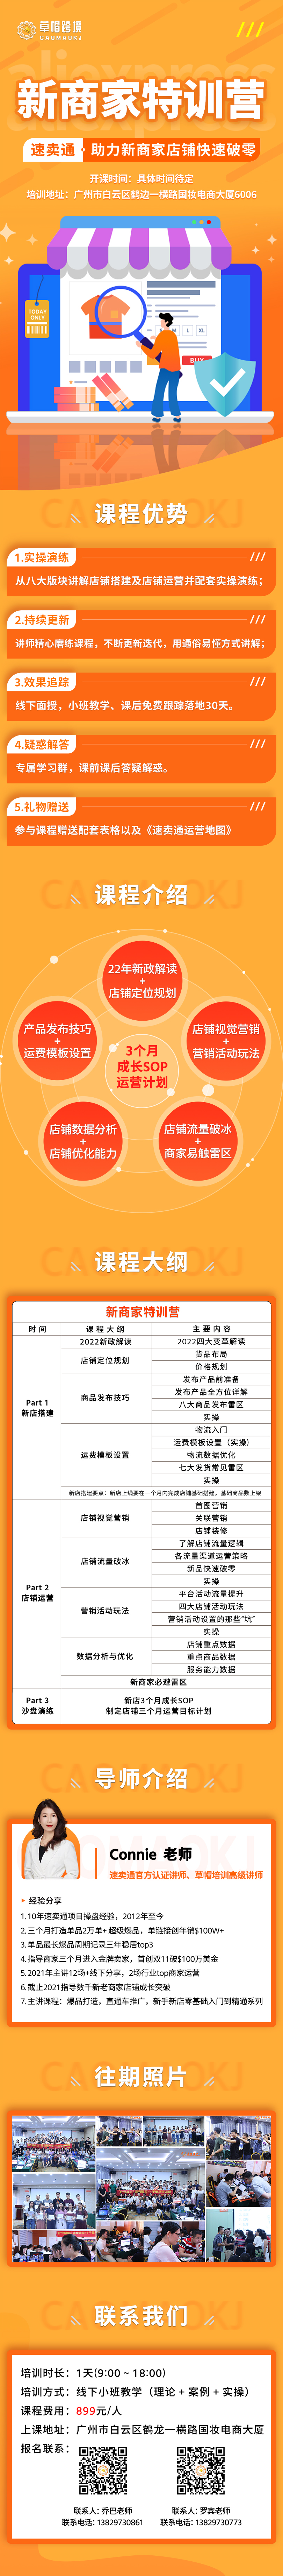 草帽跨境
CAOMAOKJ
aliexpress
新商家特训营
速卖通·助力新商家店铺快速破零
开课时间：具体时间待定
培训地址：广州市白云区鹤边一横路国妆电商大厦6006
TODAY
ONLY
L
XL
BUY
课程优势
1.实操演练
从八大版块讲解店铺搭建及店铺运营并配套实操演练；
2.持续更新
讲师精心磨练课程，不断更新迭代，用通俗易懂方式讲解；
3.效果追踪
线下面授，小班教学、课后免费跟踪落地30天。
4.疑惑解答
专属学习群，课前课后答疑解惑。
5.礼物赠送
参与课程赠送配套表格以及《速卖通运营地图》
课程介绍
22年新政解读
+
店铺定位规划
产品发布技巧
+
运费模板设置
3个月
成长SOP
运营计划
店铺视觉营销
+
营销活动玩法
店铺数据分析
+
店铺优化能力
店铺流量破冰
+
商家易触雷区
课程大纲
新商家特训营
时间 课程大纲 主要内容
Part 1
新店搭建
2022新政解读 2022四大变革解读
店铺定位规划
货品布局
价格规划
商品发布技巧
发布产品前准备
发布产品全方位详解
八大商品发布雷区
实操
运费模板设置
物流入门
运费模板设置（实操）
物流数据优化
七大发货常见雷区
实操
新店搭建要点：新店上线要在一个月内完成店铺基础搭建，基础商品数上架
Part 2
店铺运营
店铺视觉营销
首图营销
关联营销
店铺装修
店铺流量破冰
了解店铺流量逻辑
各流量渠道运营策略
新品快速破零
实操
营销活动玩法
平台活动流量提升
四大店铺活动玩法
营销活动设置的那些“坑”
实操
数据分析与优化
店铺重点数据
重点商品数据
服务能力数据
新商家必避雷区
Part 3
沙盘演练
新店3个月成长SOP
制定店铺三个月运营目标计划
导师介绍
Connie 老师
速卖通官方认证讲师、草帽培训高级讲师
经验分享
1.10年速卖通项目操盘经验，2012年至今
2.三个月打造单品2万单+ 超级爆品，单链接创年销$100W+
3.单品最长爆品周期记录三年稳居top3
4.指导商家三个月进入金牌卖家，首创双11破$100万美金
5.2021年主讲12场+线下分享，2场行业top商家运营
6.截止2021指导数千新老商家店铺成长突破
7.主讲课程：爆品打造，直通车推广，新手新店零基础入门到精通系列
往期照片
联系我们
培训时长：1天(9:00 ~ 18:00)
培训方式：线下小班教学（理论 + 案例 + 实操）
课程费用：899元/人
上课地址：广州市白云区鹤龙一横路国妆电商大厦
报名联系：
联系人：乔巴老师
联系电话：13829730861
联系人：罗宾老师
联系电话：13829730773